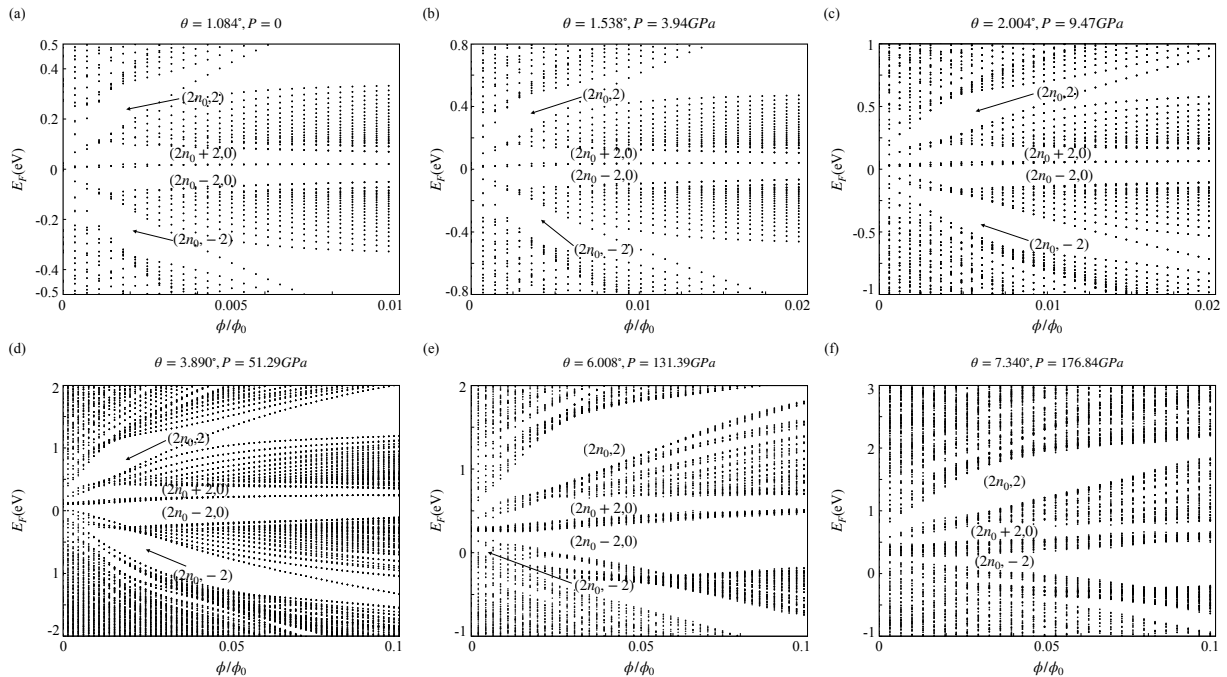 (a)
θ = 1.084°, P = 0
0.5
0.4
0.2
0
-0.2
-0.4
-0.5
E_F(eV)
(2n_0,2)
(2n_0 + 2,0)
(2n_0 − 2,0)
(2n_0, − 2)
0
0.005
0.01
ϕ/ϕ_0
(b)
θ = 1.538°, P = 3.94GPa
0.8
0.4
0
-0.4
-0.8
E_F(eV)
(2n_0,2)
(2n_0 + 2,0)
(2n_0 − 2,0)
(2n_0, − 2)
0
0.01
0.02
ϕ/ϕ_0
(c)
θ = 2.004°, P = 9.47GPa
1
0.5
0
-0.5
-1
E_F(eV)
(2n_0,2)
(2n_0 + 2,0)
(2n_0 − 2,0)
(2n_0, − 2)
0
0.01
0.02
ϕ/ϕ_0
(d)
θ = 3.890°, P = 51.29GPa
2
1
0
-1
-2
E_F(eV)
(2n_0,2)
(2n_0 + 2,0)
(2n_0 − 2,0)
(2n_0, − 2)
0
0.05
0.1
ϕ/ϕ_0
(e)
θ = 6.008°, P = 131.39GPa
2
1
0
-1
E_F(eV)
(2n_0,2)
(2n_0 + 2,0)
(2n_0 − 2,0)
(2n_0, − 2)
0
0.05
0.1
ϕ/ϕ_0
(f)
θ = 7.340°, P = 176.84GPa
3
2
1
0
-1
E_F(eV)
(2n_0,2)
(2n_0 + 2,0)
(2n_0, − 2)
0
0.05
0.1
ϕ/ϕ_0